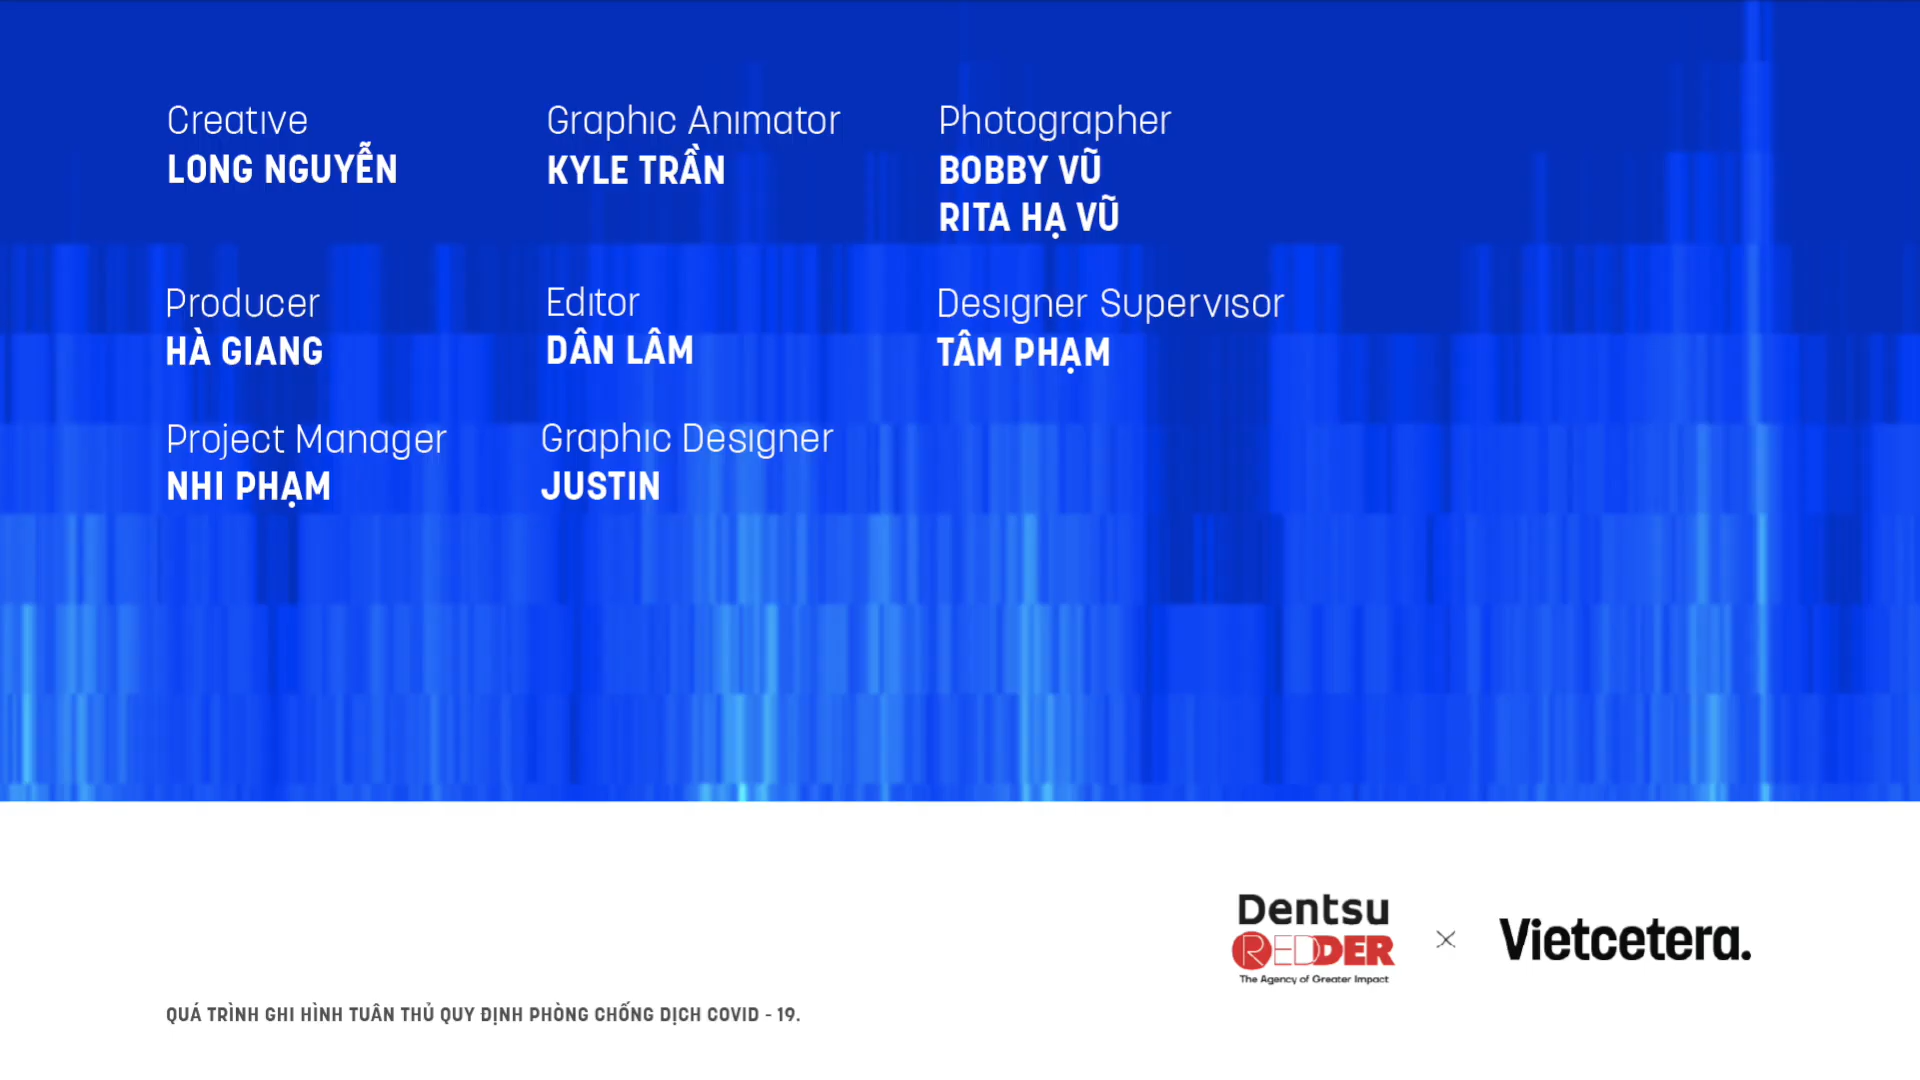 Creative
LONG NGUYỄN
Graphic Animator
KYLE TRẦN
Photographer
BOBBY VŨ
RITA HẠ VŨ
Producer
HÀ GIANG
Editor
DÂN LÂM
Designer Supervisor
TÂM PHẠM
Project Manager
NHI PHẠM
Graphic Designer
JUSTIN
Dentsu
REDDER
The Agency of Greater Impact
×
Vietcetera.
QUÁ TRÌNH GHI HÌNH TUÂN THỦ QUY ĐỊNH PHÒNG CHỐNG DỊCH COVID - 19.